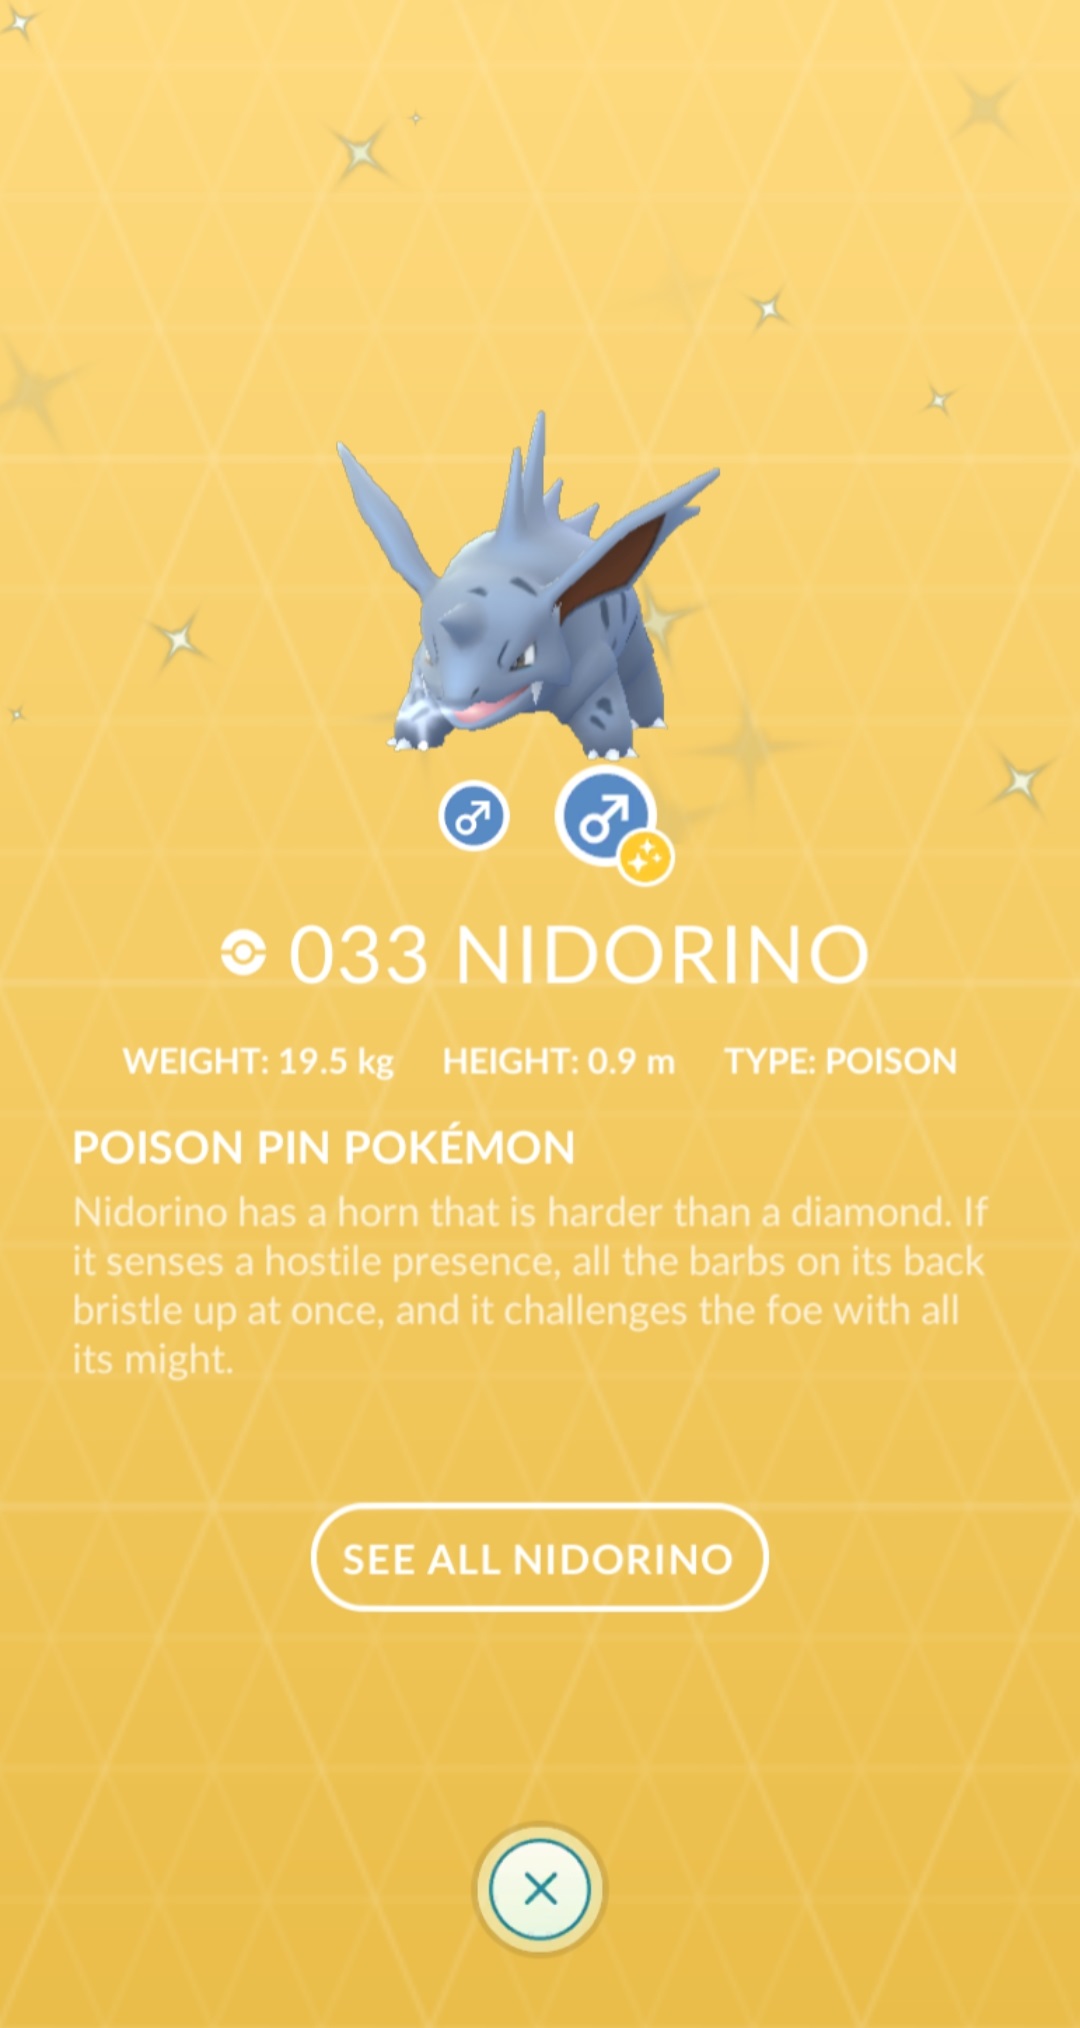 033 NIDORINO
WEIGHT: 19.5 kg HEIGHT: 0.9 m TYPE: POISON
POISON PIN POKÉMON
Nidorino has a horn that is harder than a diamond. If
it senses a hostile presence, all the barbs on its back
bristle up at once, and it challenges the foe with all
its might.
SEE ALL NIDORINO